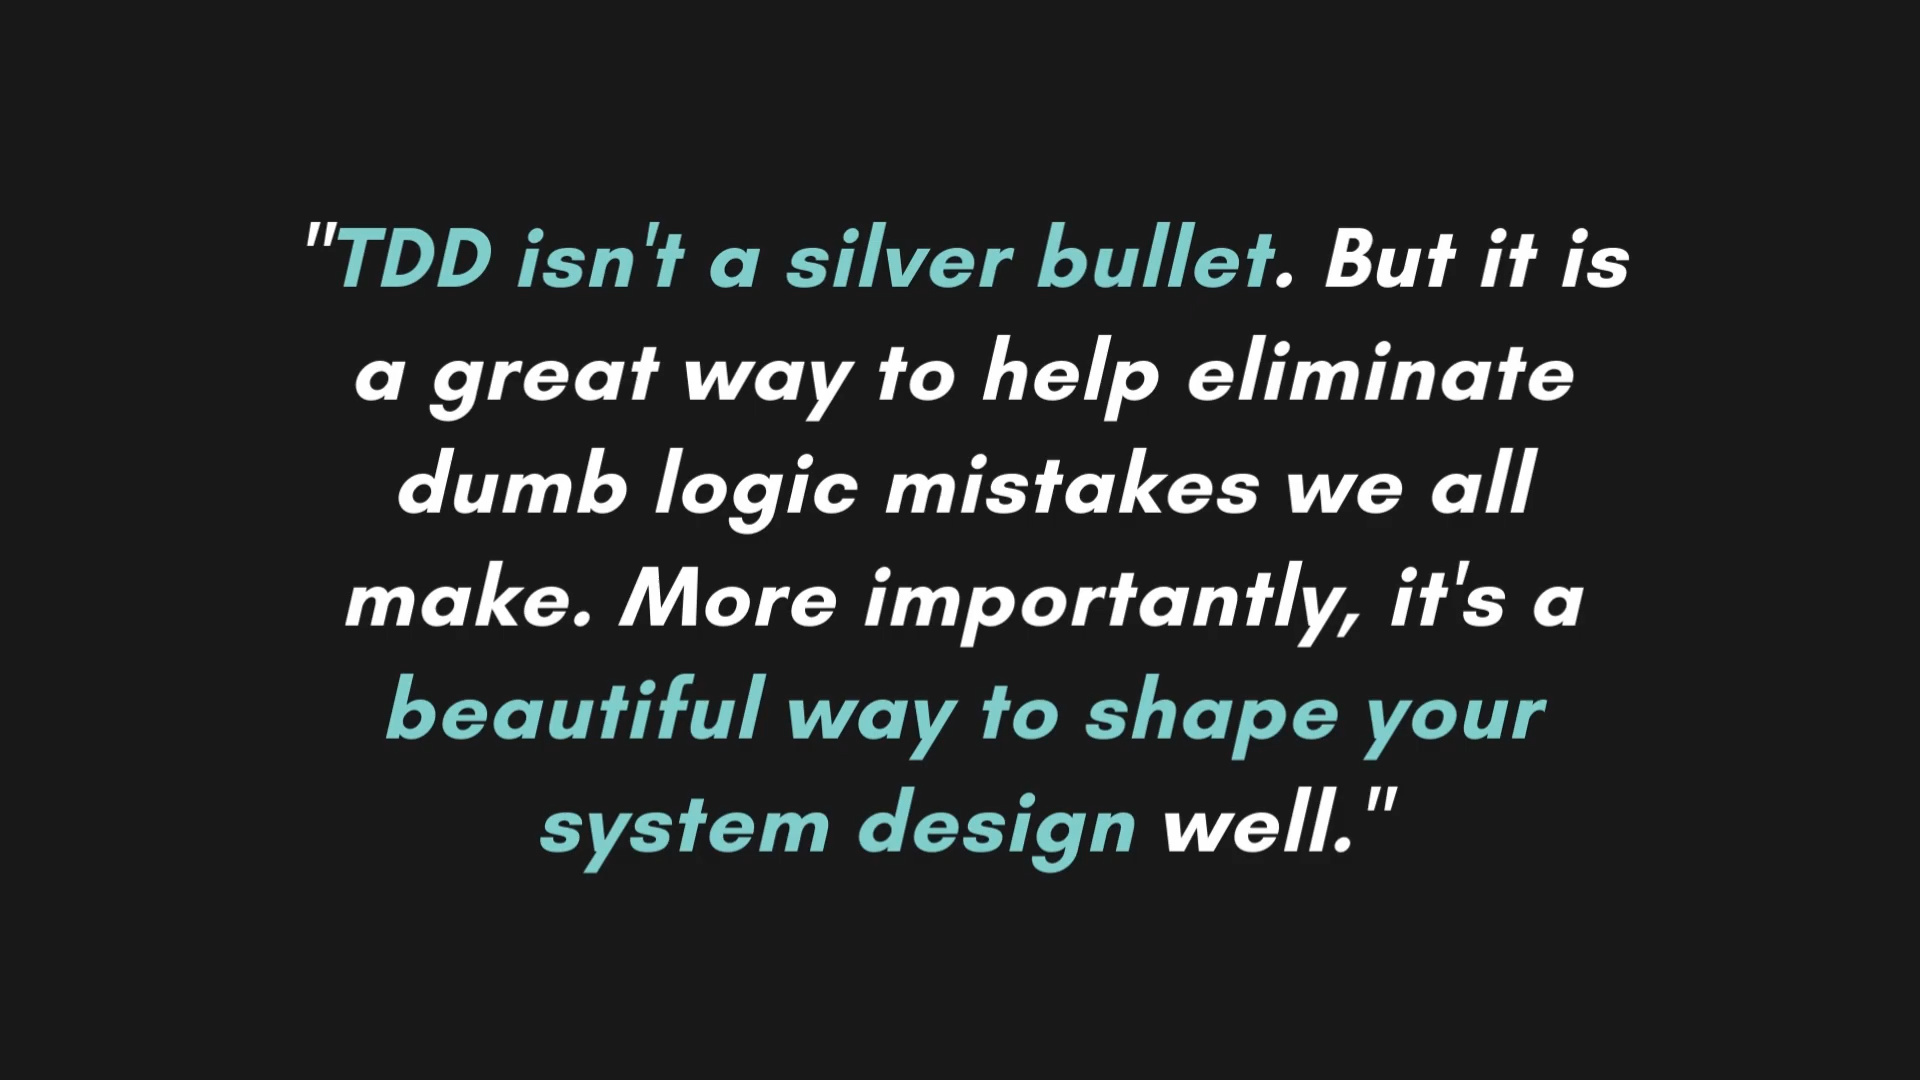 "TDD isn't a silver bullet. But it is
a great way to help eliminate
dumb logic mistakes we all
make. More importantly, it's a
beautiful way to shape your
system design well."